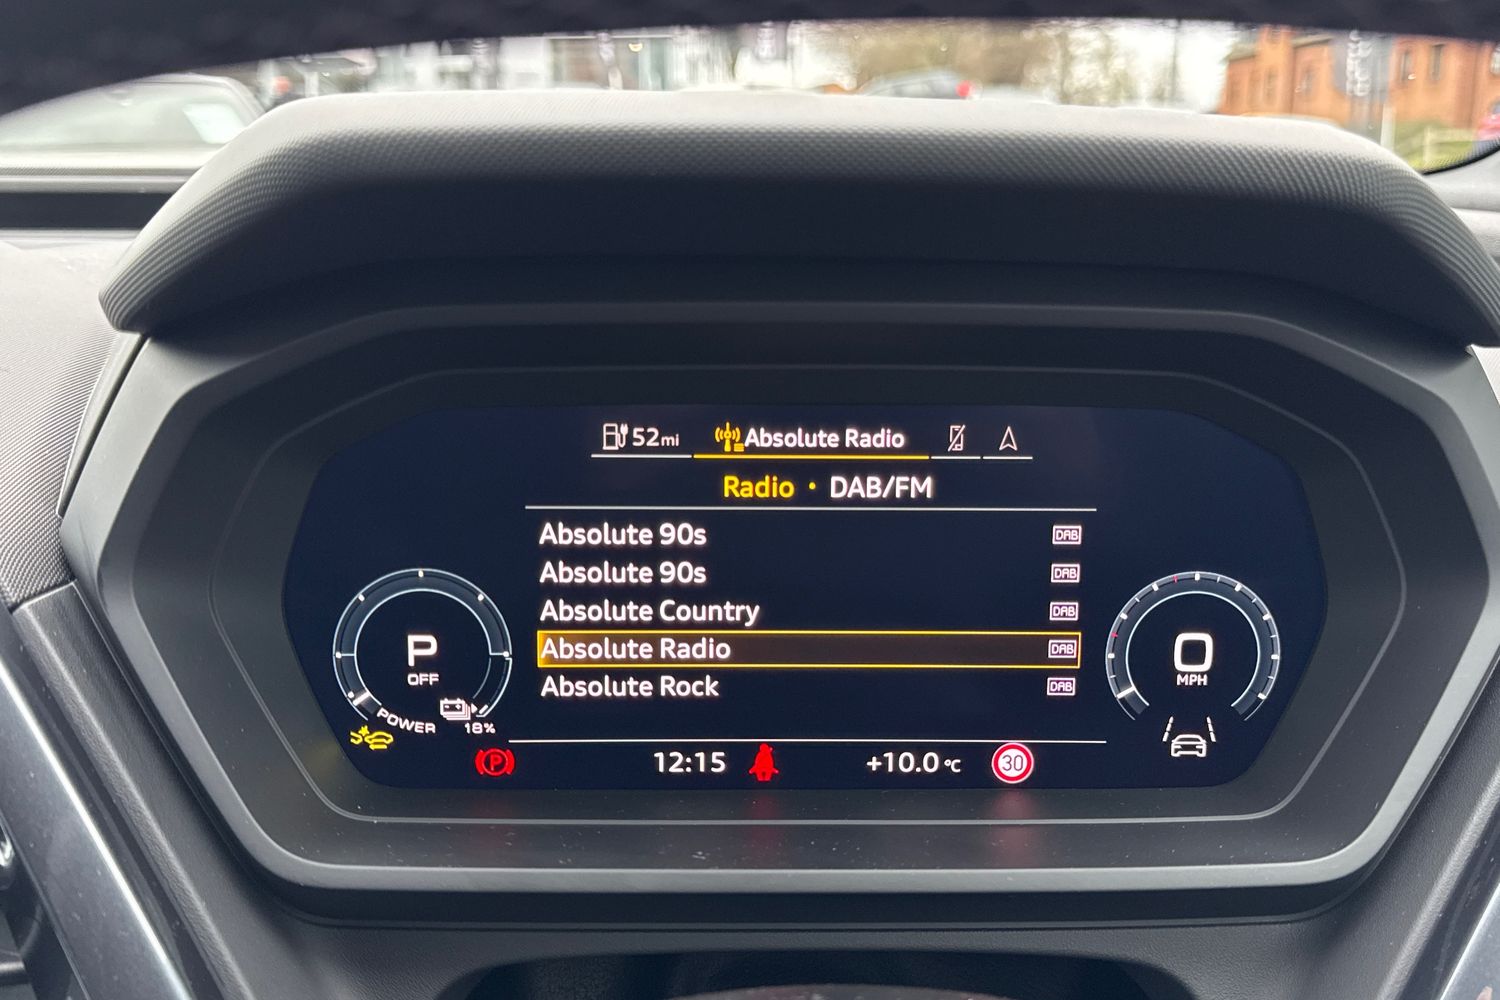 52mi Absolute Radio
Radio • DAB/FM
Absolute 90s DAB
Absolute 90s DAB
Absolute Country DAB
Absolute Radio DAB
Absolute Rock DAB
P
OFF
POWER
18%
0
MPH
P 12:15 +10.0 °C 30